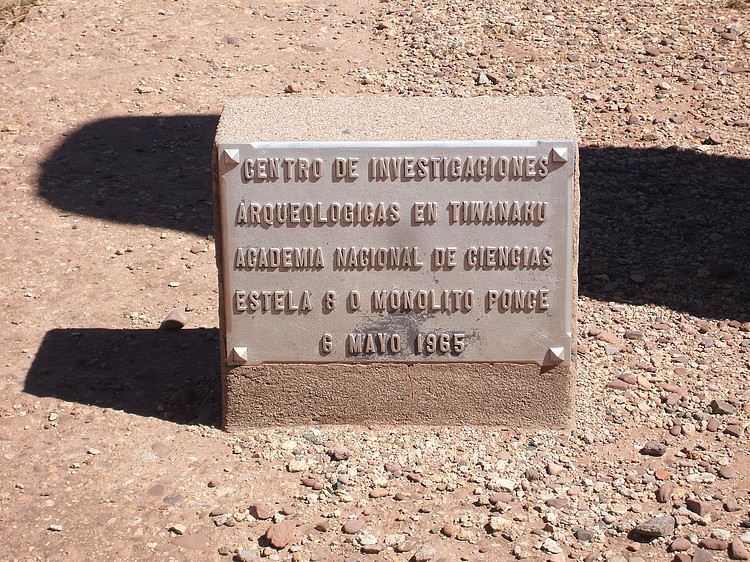 CENTRO DE INVESTIGACIONES
ARQUEOLOGICAS EN TIWANAKU
ACADEMIA NACIONAL DE CIENCIAS
ESTELA 8 O MONOLITO PONCE
6 MAYO 1965